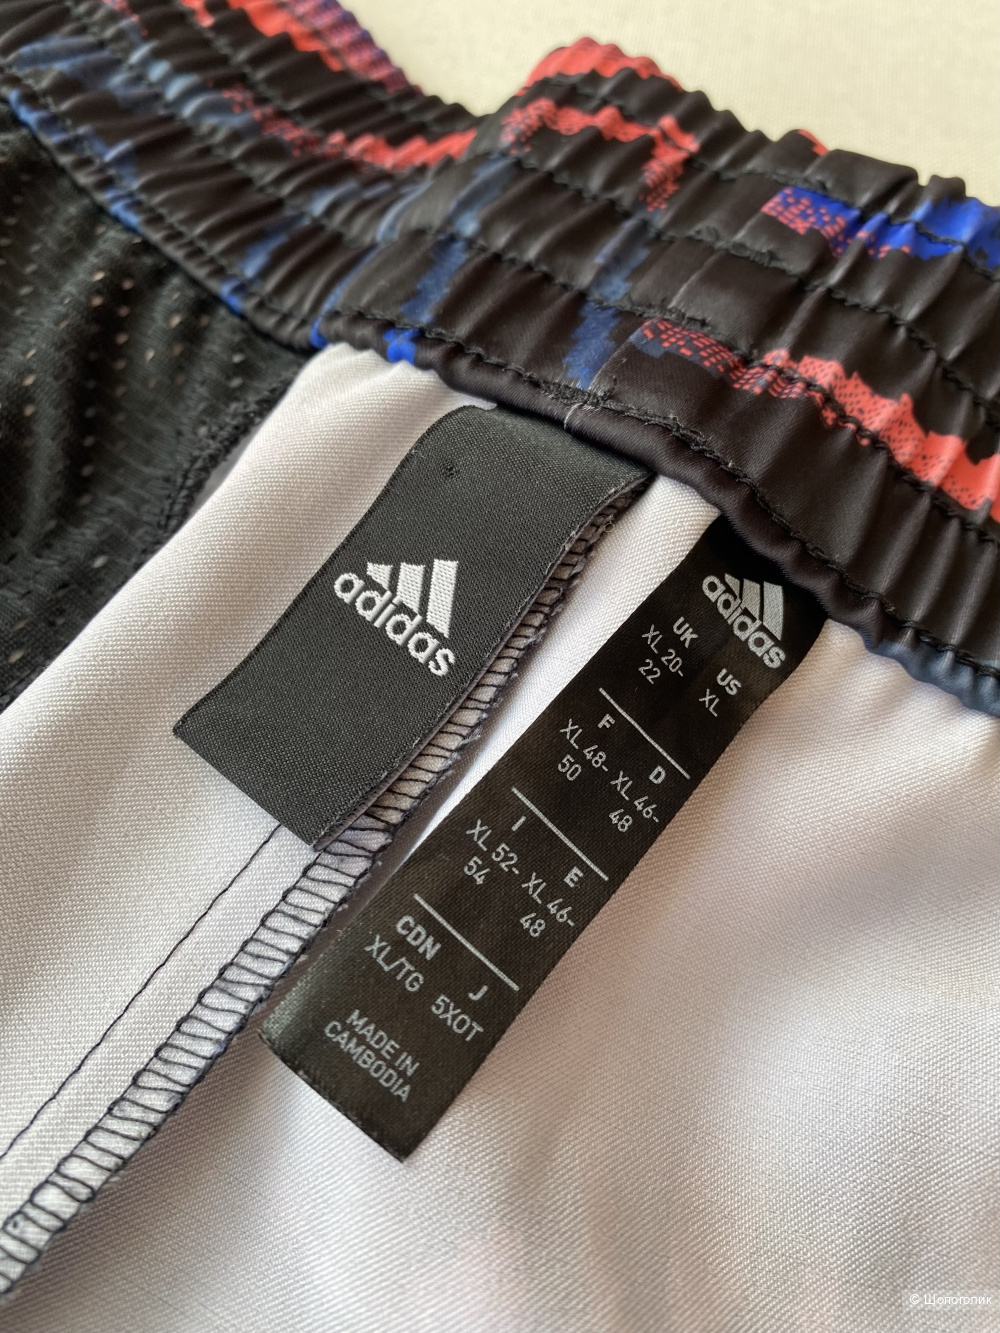 adidas
adidas
UK US
XL 20- XL
22
F D
XL 48- XL 46-
50 48
I E
XL 52- XL 46-
54 48
CDN J
XL/TG 5XOT
MADE IN
CAMBODIA
© Шопоголик